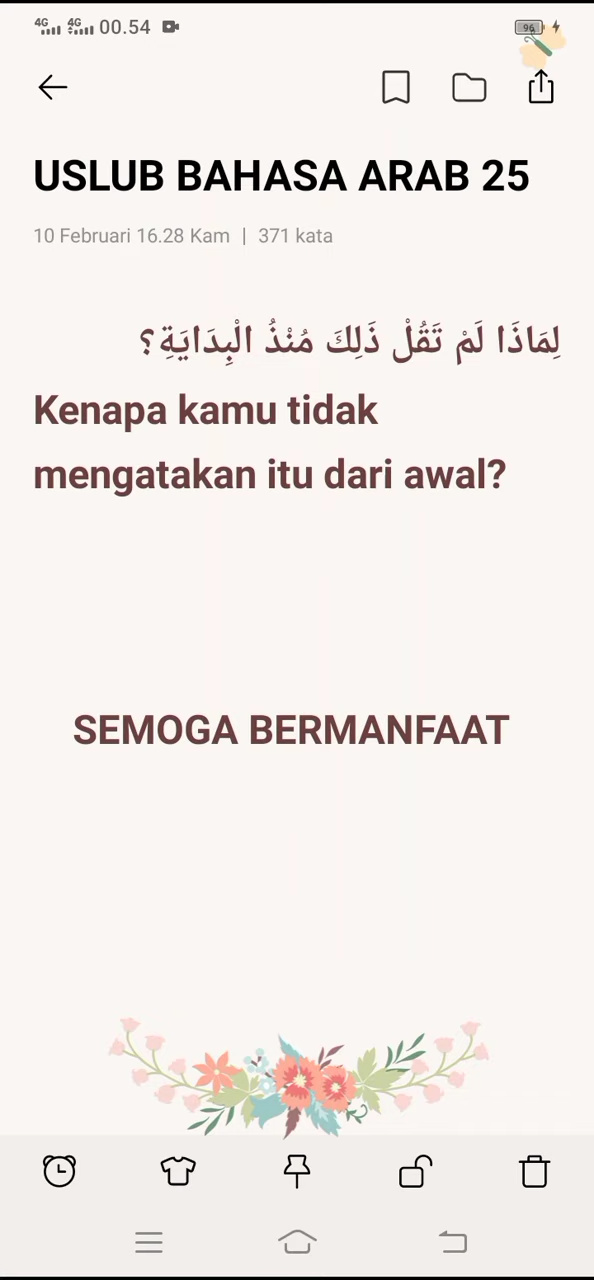 4G 4G 00.54 96
USLUB BAHASA ARAB 25
10 Februari 16.28 Kam | 371 kata
لِمَاذَا لَمْ تَقُلْ ذَلِكَ مُنْذُ الْبِدَايَةِ؟
Kenapa kamu tidak
mengatakan itu dari awal?
SEMOGA BERMANFAAT